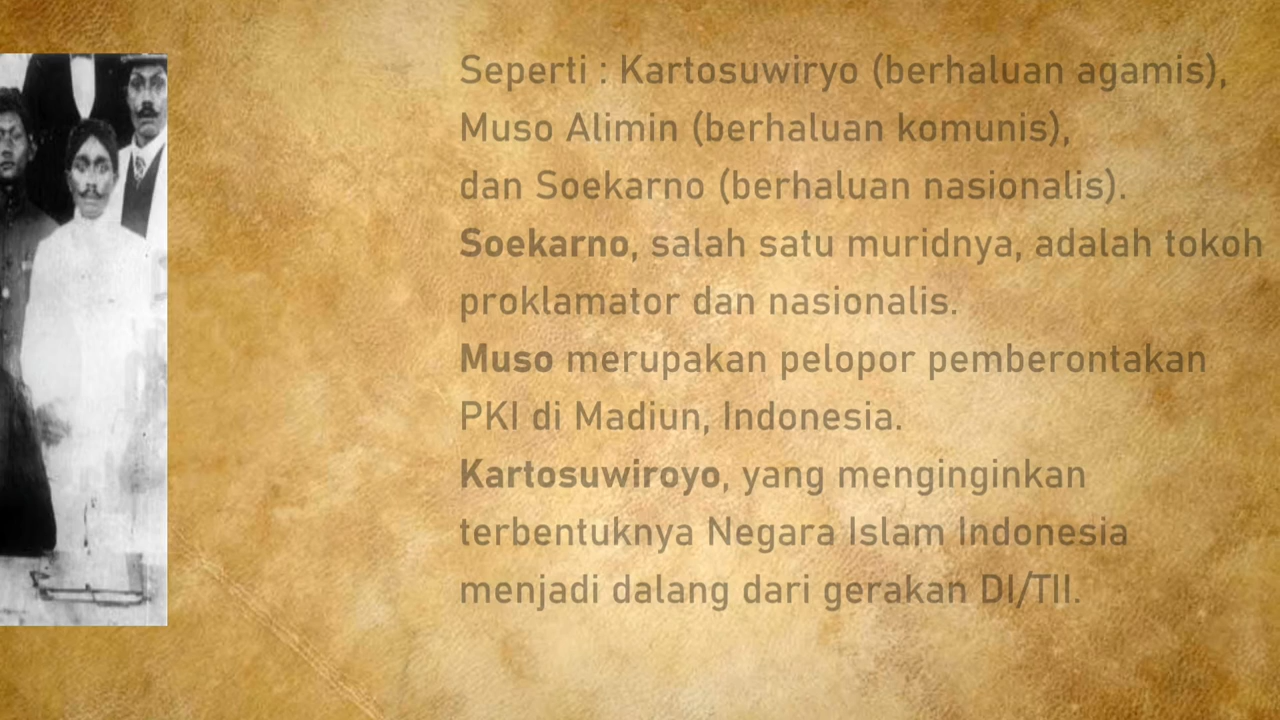 Seperti : Kartosuwiryo (berhaluan agamis),
Muso Alimin (berhaluan komunis),
dan Soekarno (berhaluan nasionalis).
Soekarno, salah satu muridnya, adalah tokoh
proklamator dan nasionalis.
Muso merupakan pelopor pemberontakan
PKI di Madiun, Indonesia.
Kartosuwiroyo, yang menginginkan
terbentuknya Negara Islam Indonesia
menjadi dalang dari gerakan DI/TII.